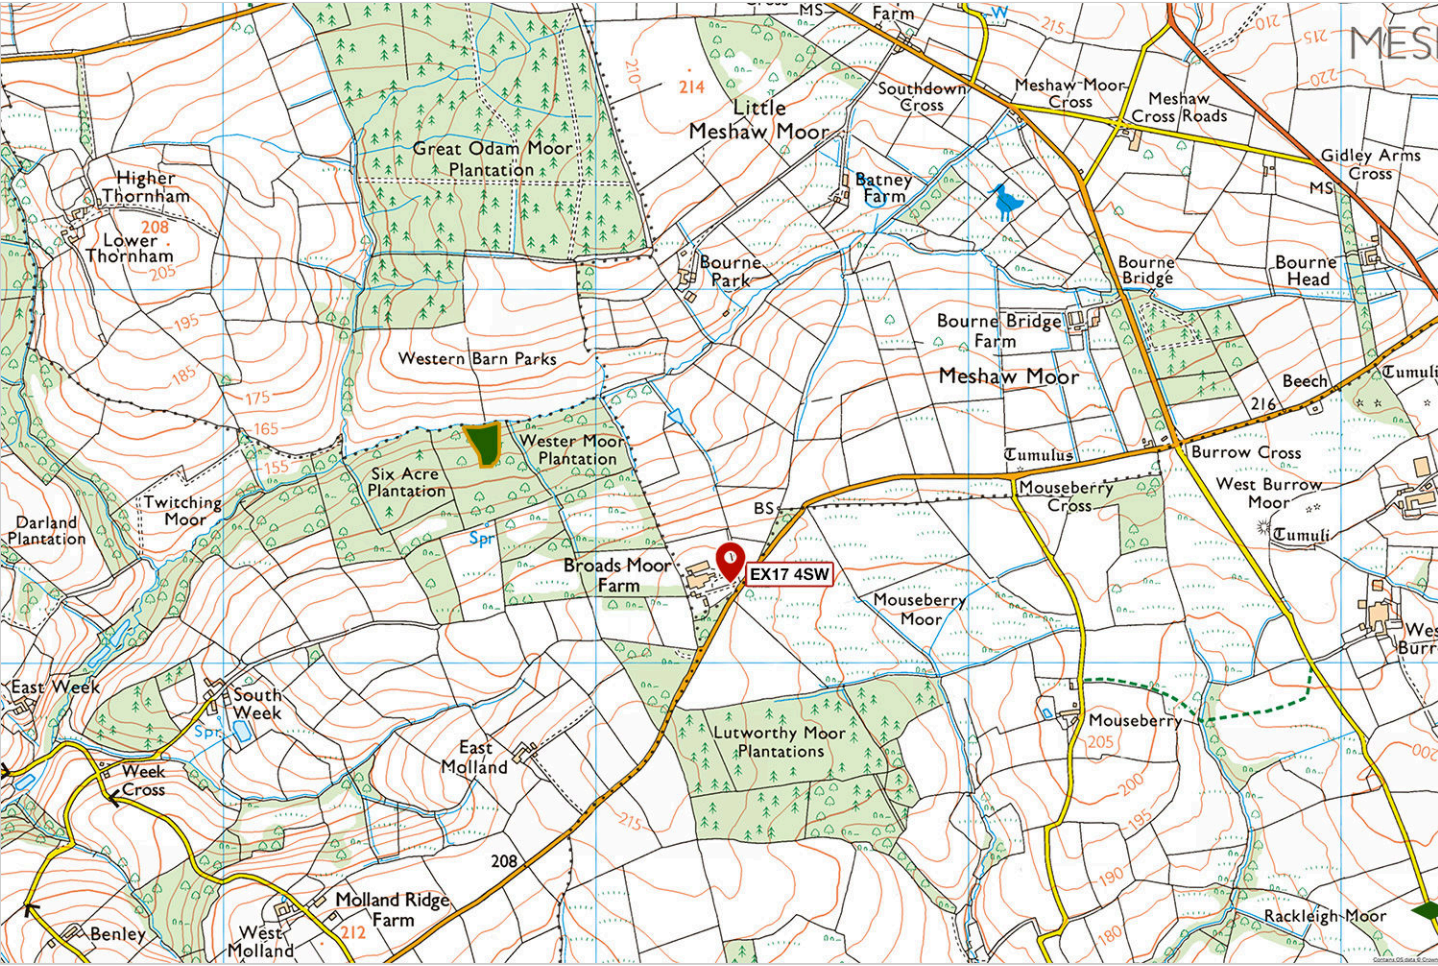 MS
Farm
W
215
210
215
220
MES
210
214
Little
Meshaw Moor
Southdown
Cross
Meshaw Moor
Cross
Meshaw
Cross Roads
Gidley Arms
Cross
MS
Great Odam Moor
Plantation
Higher
Thornham
208
Lower
Thornham
205
Batney
Farm
Bourne
Park
Bourne
Bridge
Bourne
Head
195
Bourne Bridge
Farm
Western Barn Parks
185
Meshaw Moor
Beech
Tumuli
175
216
165
155
Wester Moor
Plantation
Six Acre
Plantation
Tumulus
Burrow Cross
Mouseberry
Cross
West Burrow
Moor
Twitching
Moor
BS
Darland
Plantation
Spr
Tumuli
Broads Moor
Farm
EX17 4SW
Mouseberry
Moor
Wes
Burr
East Week
South
Week
Spr
Lutworthy Moor
Plantations
Mouseberry
205
East
Molland
200
200
Week
Cross
215
195
208
190
Molland Ridge
Farm
Rackleigh Moor
Benley
West
Molland
212
180